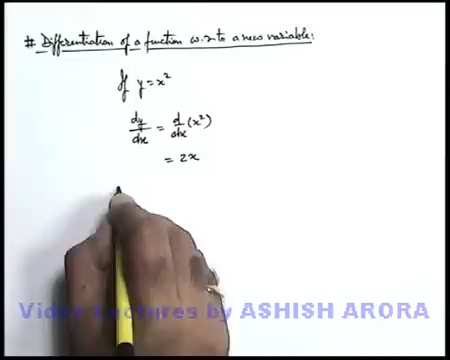 # Differentiation of a function w.r to a new variable:
If y = x²
dy/dx = d/dx (x²)
= 2x
Video Lectures by ASHISH ARORA